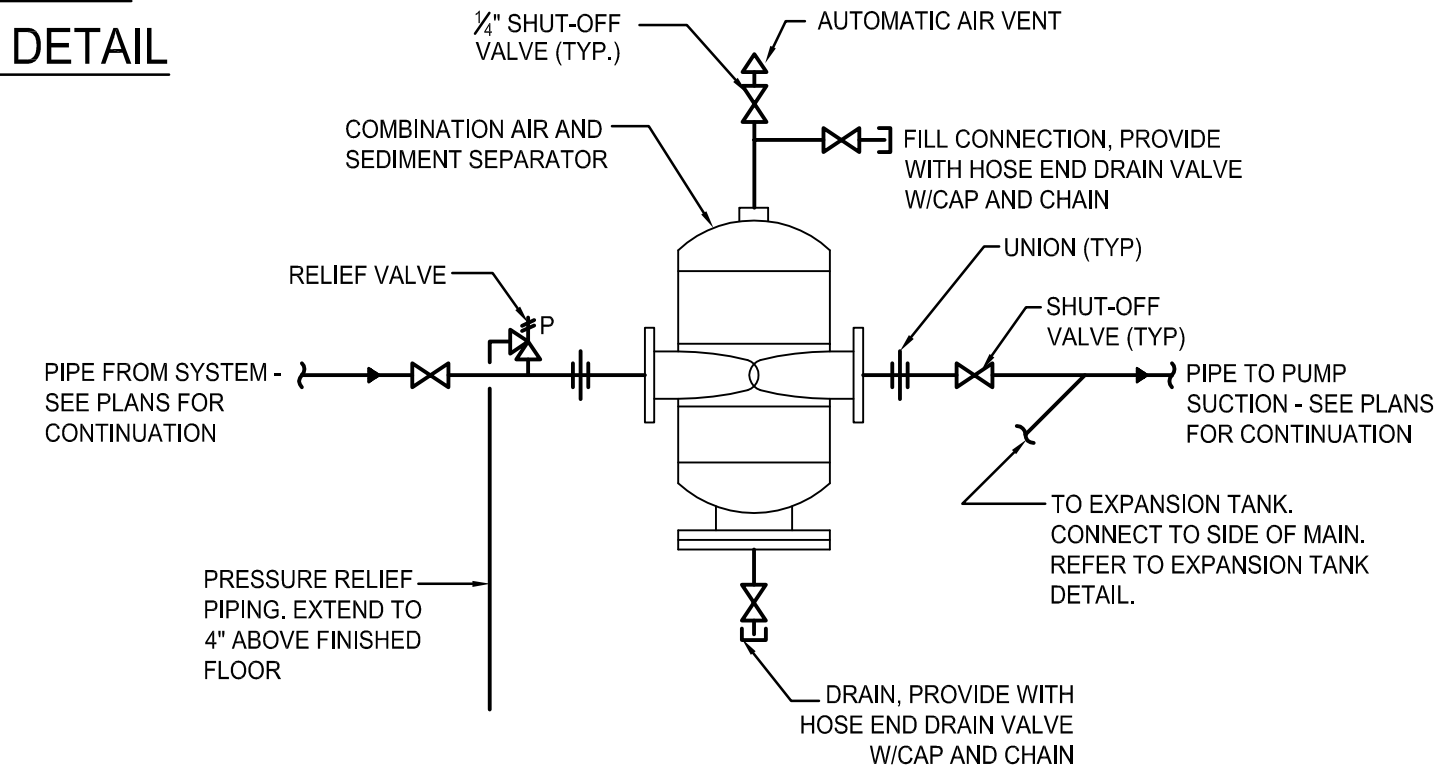 DETAIL
¼" SHUT-OFF
VALVE (TYP.)
AUTOMATIC AIR VENT
COMBINATION AIR AND
SEDIMENT SEPARATOR
FILL CONNECTION, PROVIDE
WITH HOSE END DRAIN VALVE
W/CAP AND CHAIN
UNION (TYP)
RELIEF VALVE
P
SHUT-OFF
VALVE (TYP)
PIPE FROM SYSTEM -
SEE PLANS FOR
CONTINUATION
PIPE TO PUMP
SUCTION - SEE PLANS
FOR CONTINUATION
TO EXPANSION TANK.
CONNECT TO SIDE OF MAIN.
REFER TO EXPANSION TANK
DETAIL.
PRESSURE RELIEF
PIPING. EXTEND TO
4" ABOVE FINISHED
FLOOR
DRAIN, PROVIDE WITH
HOSE END DRAIN VALVE
W/CAP AND CHAIN